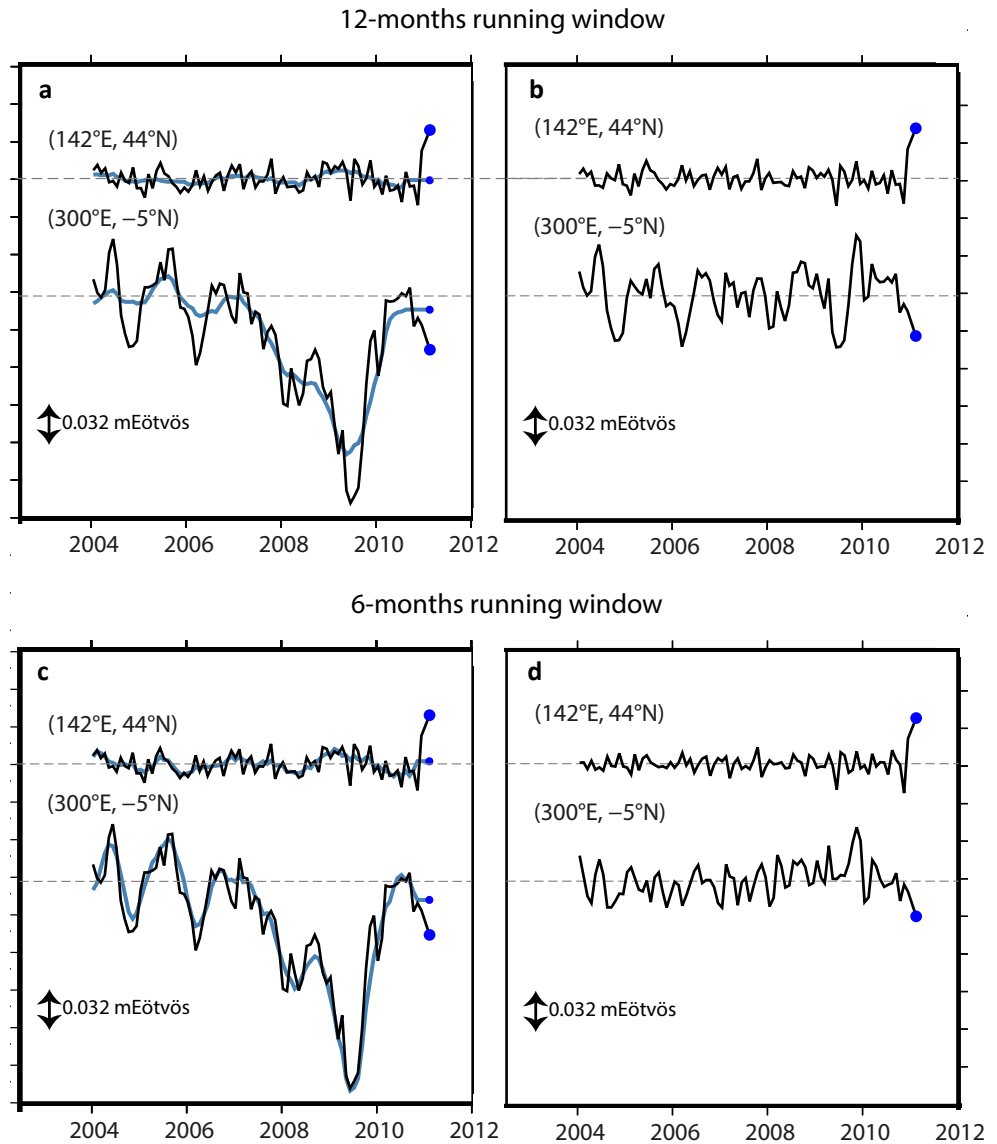 12-months running window
a
(142°E, 44°N)
(300°E, −5°N)
0.032 mEötvös
2004 2006 2008 2010 2012
b
(142°E, 44°N)
(300°E, −5°N)
0.032 mEötvös
2004 2006 2008 2010 2012
6-months running window
c
(142°E, 44°N)
(300°E, −5°N)
0.032 mEötvös
2004 2006 2008 2010 2012
d
(142°E, 44°N)
(300°E, −5°N)
0.032 mEötvös
2004 2006 2008 2010 2012